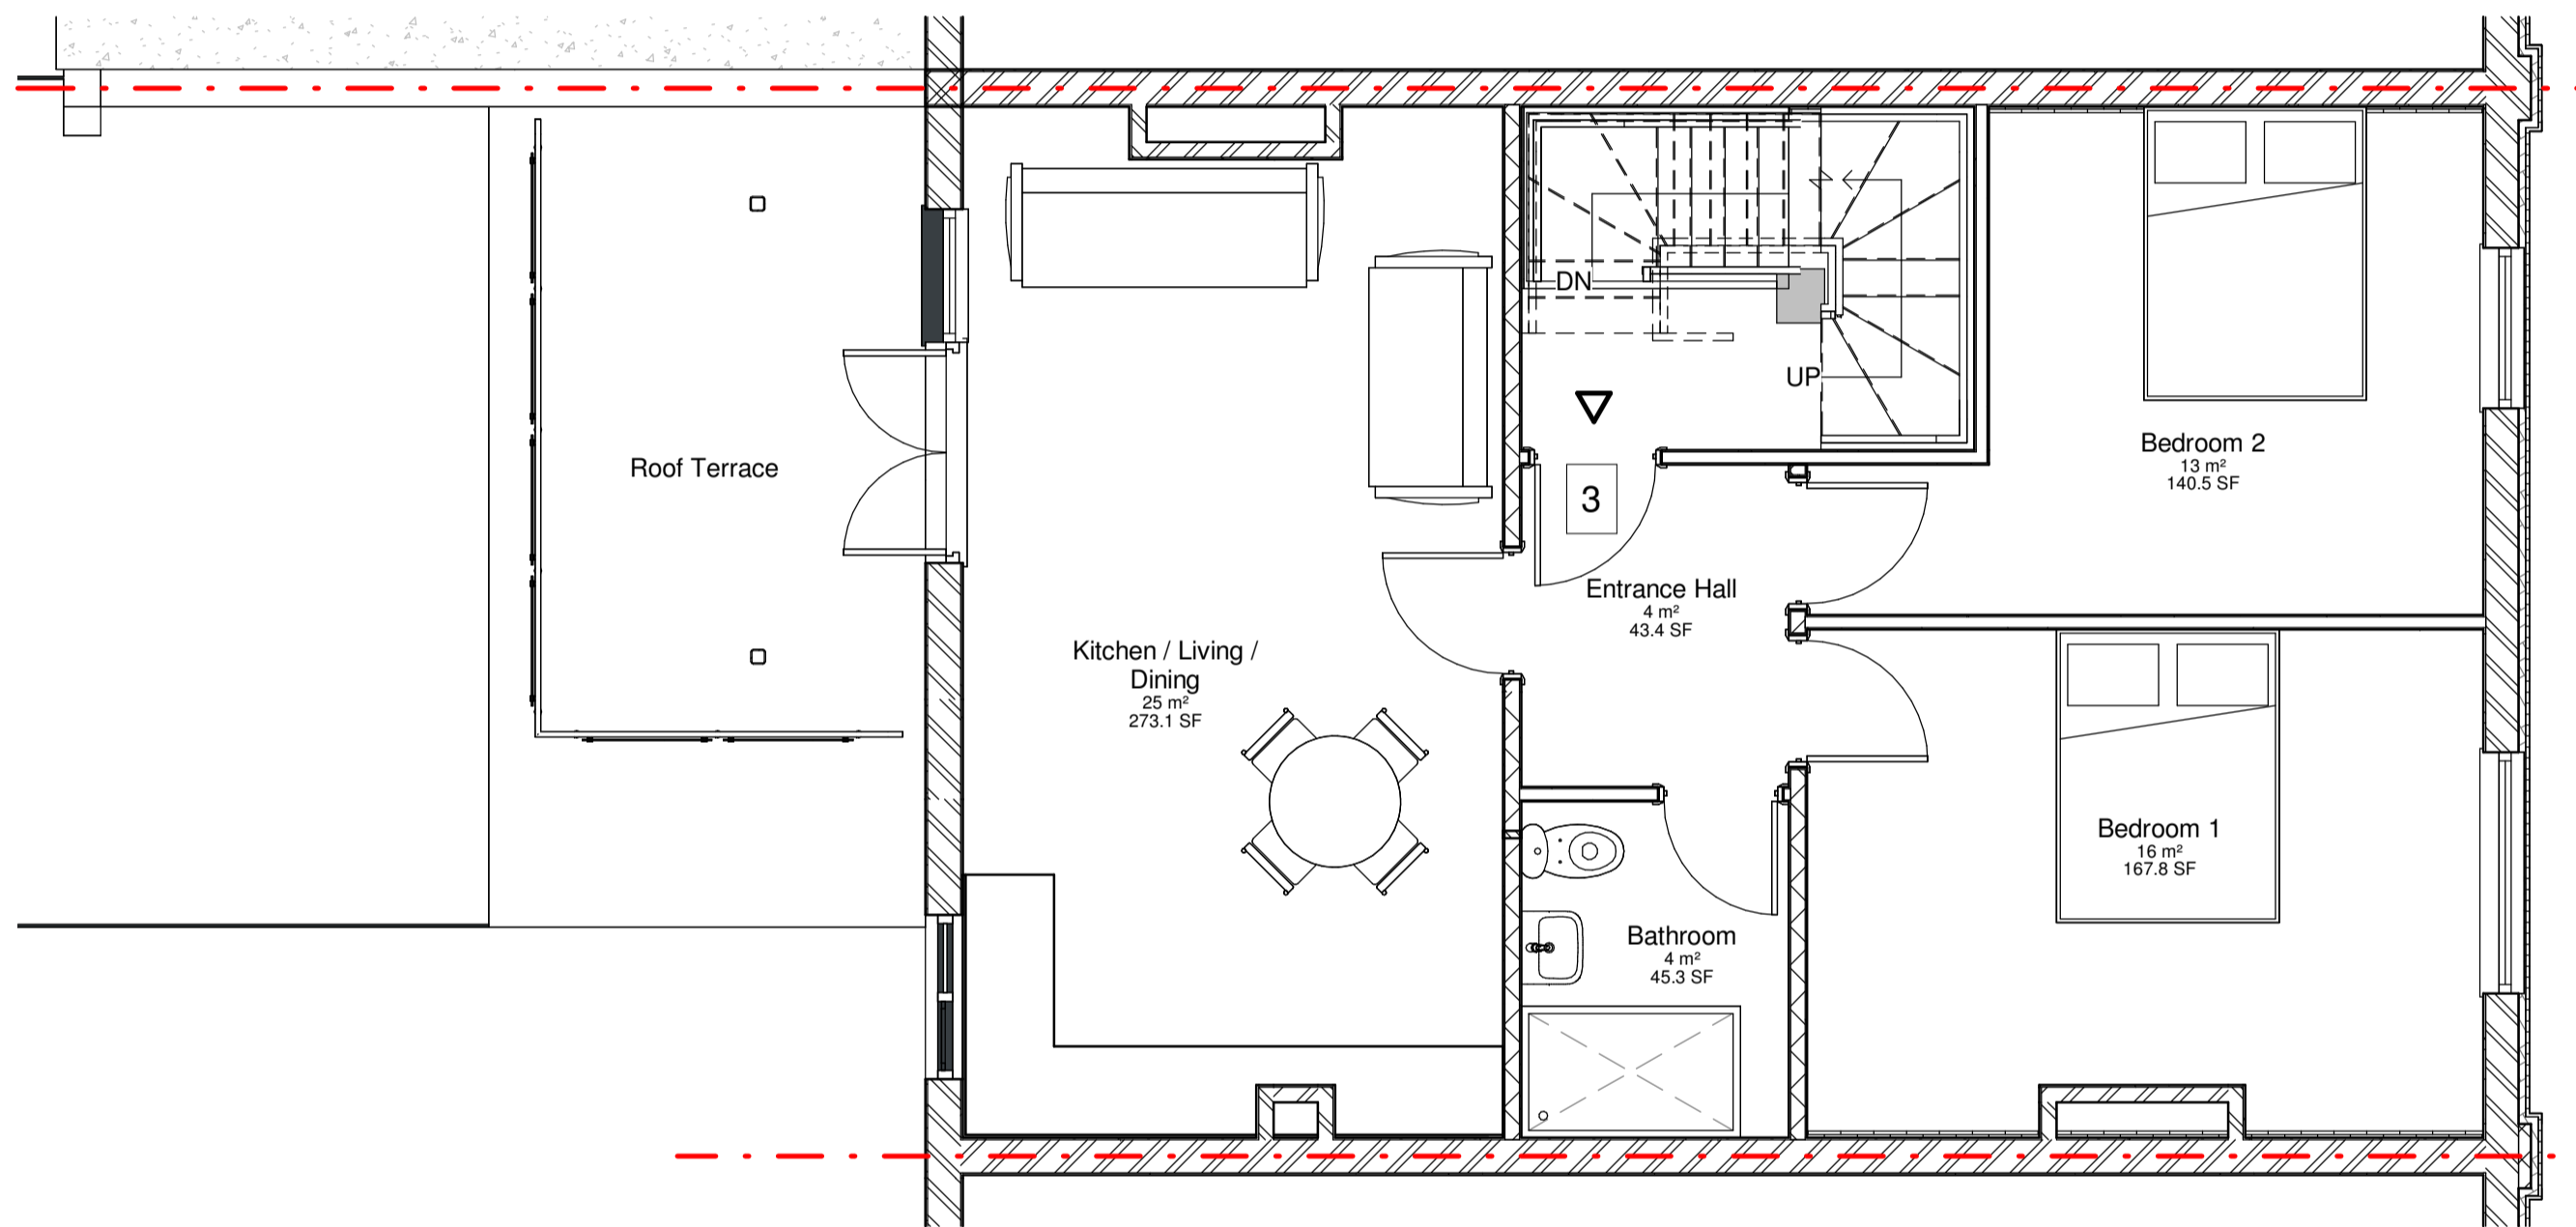 DN
UP
Roof Terrace
3
Bedroom 2
13 m²
140.5 SF
Entrance Hall
4 m²
43.4 SF
Kitchen / Living /
Dining
25 m²
273.1 SF
Bedroom 1
16 m²
167.8 SF
Bathroom
4 m²
45.3 SF